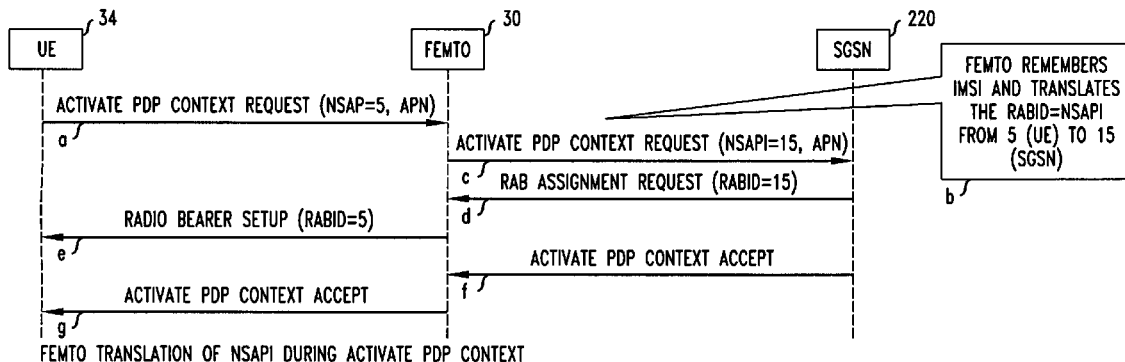 34
30
220
UE
FEMTO
SGSN
FEMTO REMEMBERS
IMSI AND TRANSLATES
THE RABID=NSAPI
FROM 5 (UE) TO 15
(SGSN)
b
ACTIVATE PDP CONTEXT REQUEST (NSAP=5, APN)
a
ACTIVATE PDP CONTEXT REQUEST (NSAPI=15, APN)
c
RAB ASSIGNMENT REQUEST (RABID=15)
d
RADIO BEARER SETUP (RABID=5)
e
ACTIVATE PDP CONTEXT ACCEPT
f
ACTIVATE PDP CONTEXT ACCEPT
g
FEMTO TRANSLATION OF NSAPI DURING ACTIVATE PDP CONTEXT